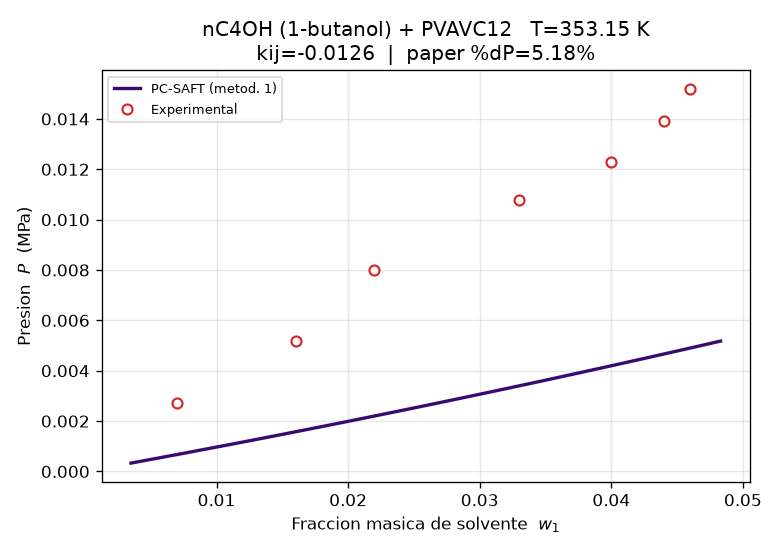 nC4OH (1-butanol) + PVAVC12   T=353.15 K
kij=-0.0126  |  paper %dP=5.18%
PC-SAFT (metod. 1)
Experimental
Presion P (MPa)
0.014
0.012
0.010
0.008
0.006
0.004
0.002
0.000
0.01
0.02
0.03
0.04
0.05
Fraccion masica de solvente w₁